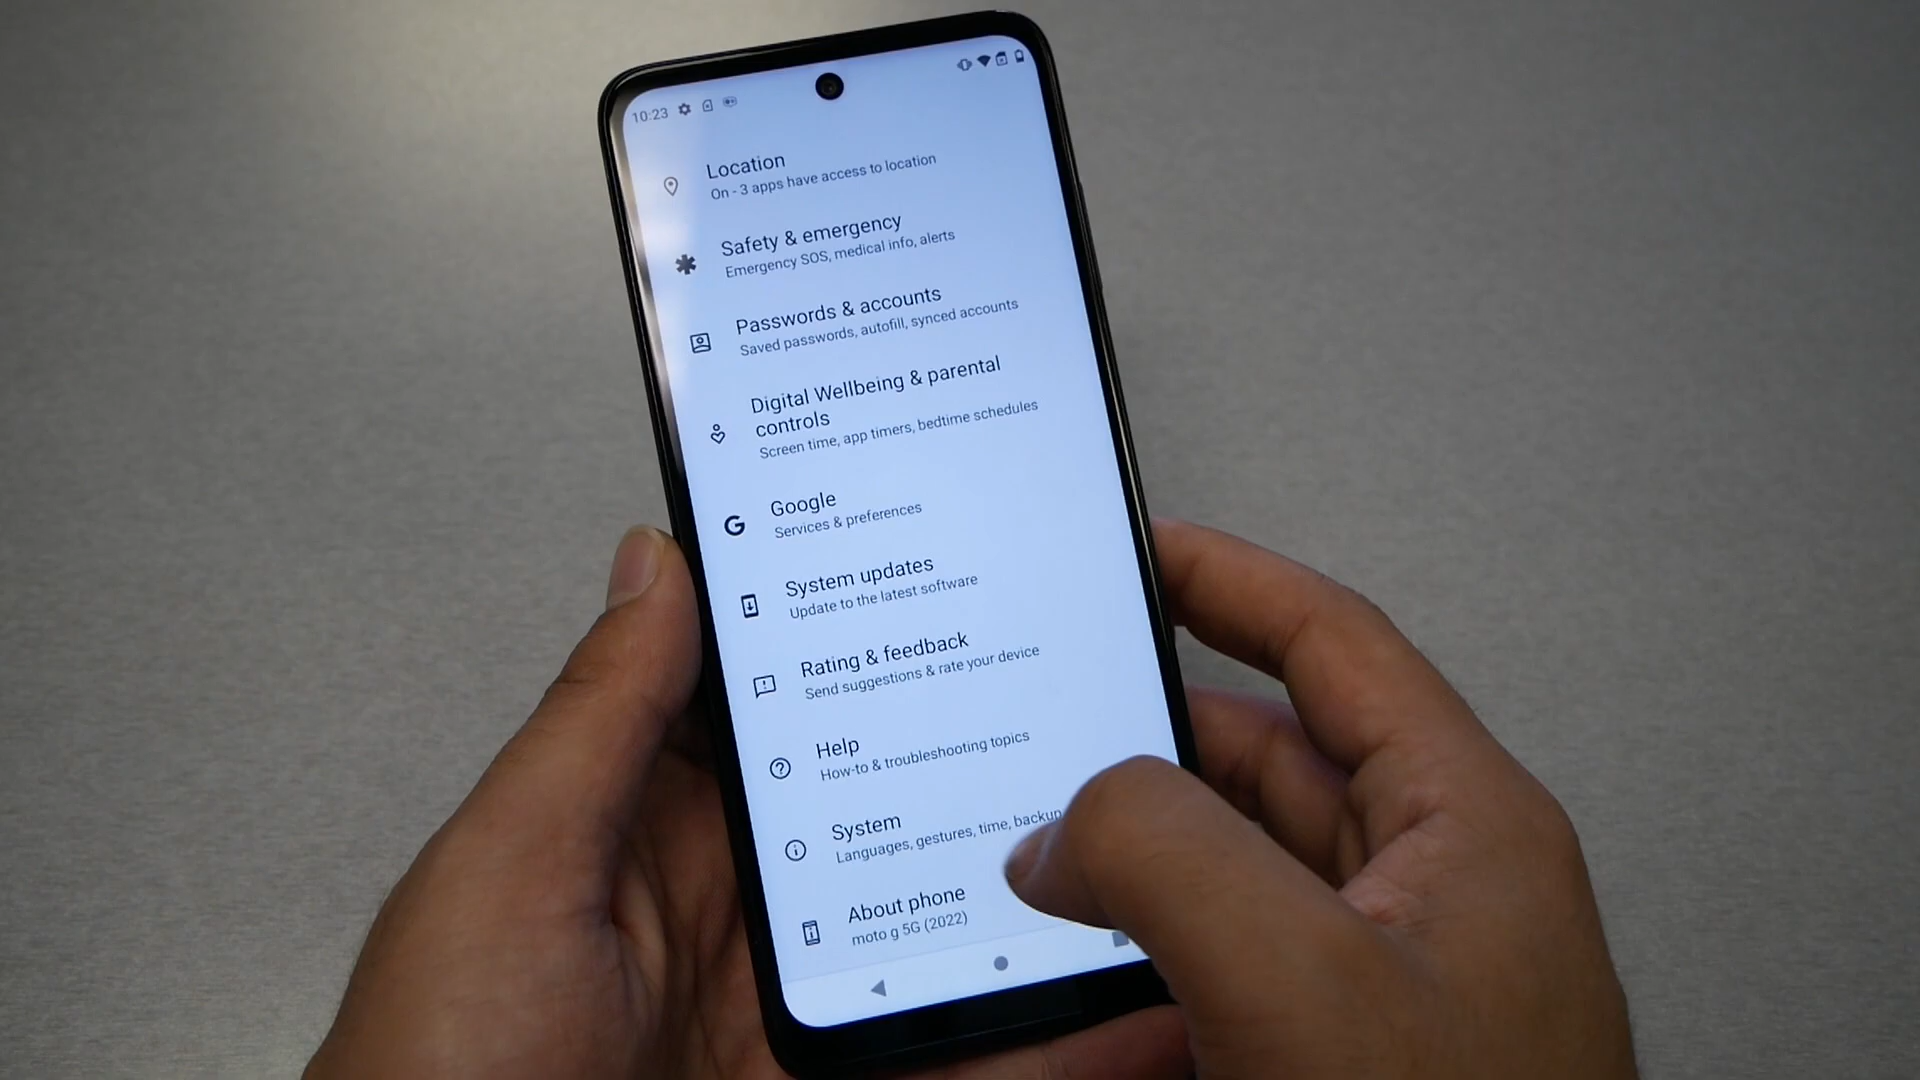 10:23
Location
On - 3 apps have access to location
Safety & emergency
Emergency SOS, medical info, alerts
Passwords & accounts
Saved passwords, autofill, synced accounts
Digital Wellbeing & parental
controls
Screen time, app timers, bedtime schedules
Google
Services & preferences
System updates
Update to the latest software
Rating & feedback
Send suggestions & rate your device
Help
How-to & troubleshooting topics
System
Languages, gestures, time, backup
About phone
moto g 5G (2022)